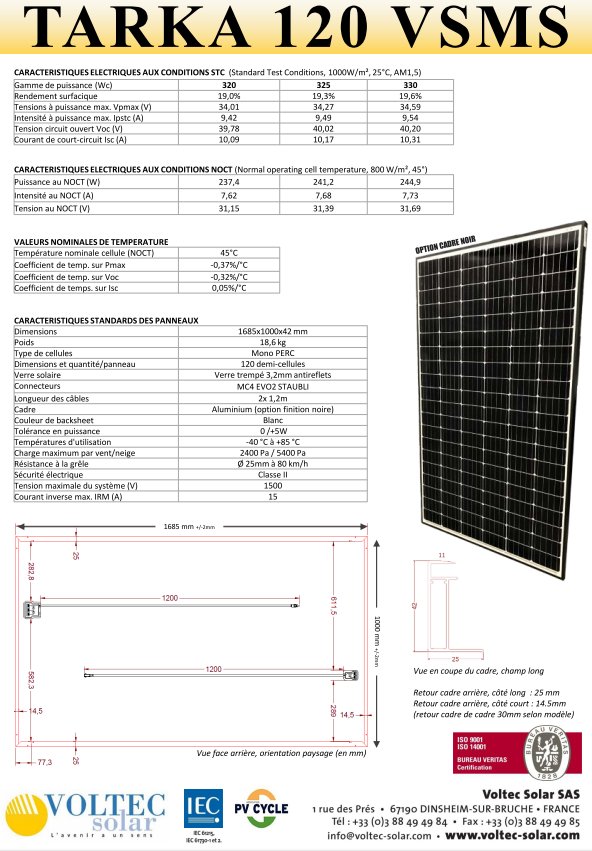 TARKA 120 VSMS
CARACTERISTIQUES ELECTRIQUES AUX CONDITIONS STC (Standard Test Conditions, 1000W/m², 25°C, AM1,5)
Gamme de puissance (Wc) 320 325 330
Rendement surfacique 19,0% 19,3% 19,6%
Tensions à puissance max. Vpmax (V) 34,01 34,27 34,59
Intensité à puissance max. Ipstc (A) 9,42 9,49 9,54
Tension circuit ouvert Voc (V) 39,78 40,02 40,20
Courant de court-circuit Isc (A) 10,09 10,17 10,31
CARACTERISTIQUES ELECTRIQUES AUX CONDITIONS NOCT (Normal operating cell temperature, 800 W/m², 45°)
Puissance au NOCT (W) 237,4 241,2 244,9
Intensité au NOCT (A) 7,62 7,68 7,73
Tension au NOCT (V) 31,15 31,39 31,69
OPTION CADRE NOIR
VALEURS NOMINALES DE TEMPERATURE
Température nominale cellule (NOCT) 45°C
Coefficient de temp. sur Pmax -0,37%/°C
Coefficient de temp. sur Voc -0,32%/°C
Coefficient de temps. sur Isc 0,05%/°C
CARACTERISTIQUES STANDARDS DES PANNEAUX
Dimensions 1685x1000x42 mm
Poids 18,6 kg
Type de cellules Mono PERC
Dimensions et quantité/panneau 120 demi-cellules
Verre solaire Verre trempé 3,2mm antireflets
Connecteurs MC4 EVO2 STAUBLI
Longueur des câbles 2x 1,2m
Cadre Aluminium (option finition noire)
Couleur de backsheet Blanc
Tolérance en puissance 0 /+5W
Températures d'utilisation -40 °C à +85 °C
Charge maximum par vent/neige 2400 Pa / 5400 Pa
Résistance à la grêle Ø 25mm à 80 km/h
Sécurité électrique Classe II
Tension maximale du système (V) 1500
Courant inverse max. IRM (A) 15
1685 mm +/-2mm
25
282,8
1200
611,5
1000 mm +/-2mm
582,3
1200
289
14,5
14,5
77,3
25
Vue face arrière, orientation paysage (en mm)
11
42
25
Vue en coupe du cadre, champ long
Retour cadre arrière, côté long : 25 mm
Retour cadre arrière, côté court : 14.5mm
(retour cadre de cadre 30mm selon modèle)
ISO 9001
ISO 14001
BUREAU VERITAS
Certification
BUREAU VERITAS
1828
VOLTEC
solar
L'avenir a un sens
IEC
IEC 61215,
IEC 61730-1 et 2.
PV CYCLE
Voltec Solar SAS
1 rue des Prés • 67190 DINSHEIM-SUR-BRUCHE • FRANCE
Tél : +33 (0)3 88 49 49 84 • Fax : +33 (0)3 88 49 49 85
info@voltec-solar.com • www.voltec-solar.com